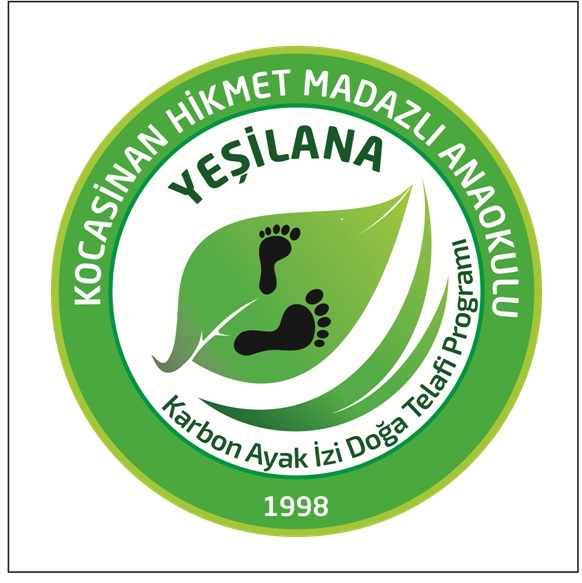 KOCASİNAN HİKMET MADAZLI ANAOKULU
YEŞİLANA
Karbon Ayak İzi Doğa Telafi Programı
1998